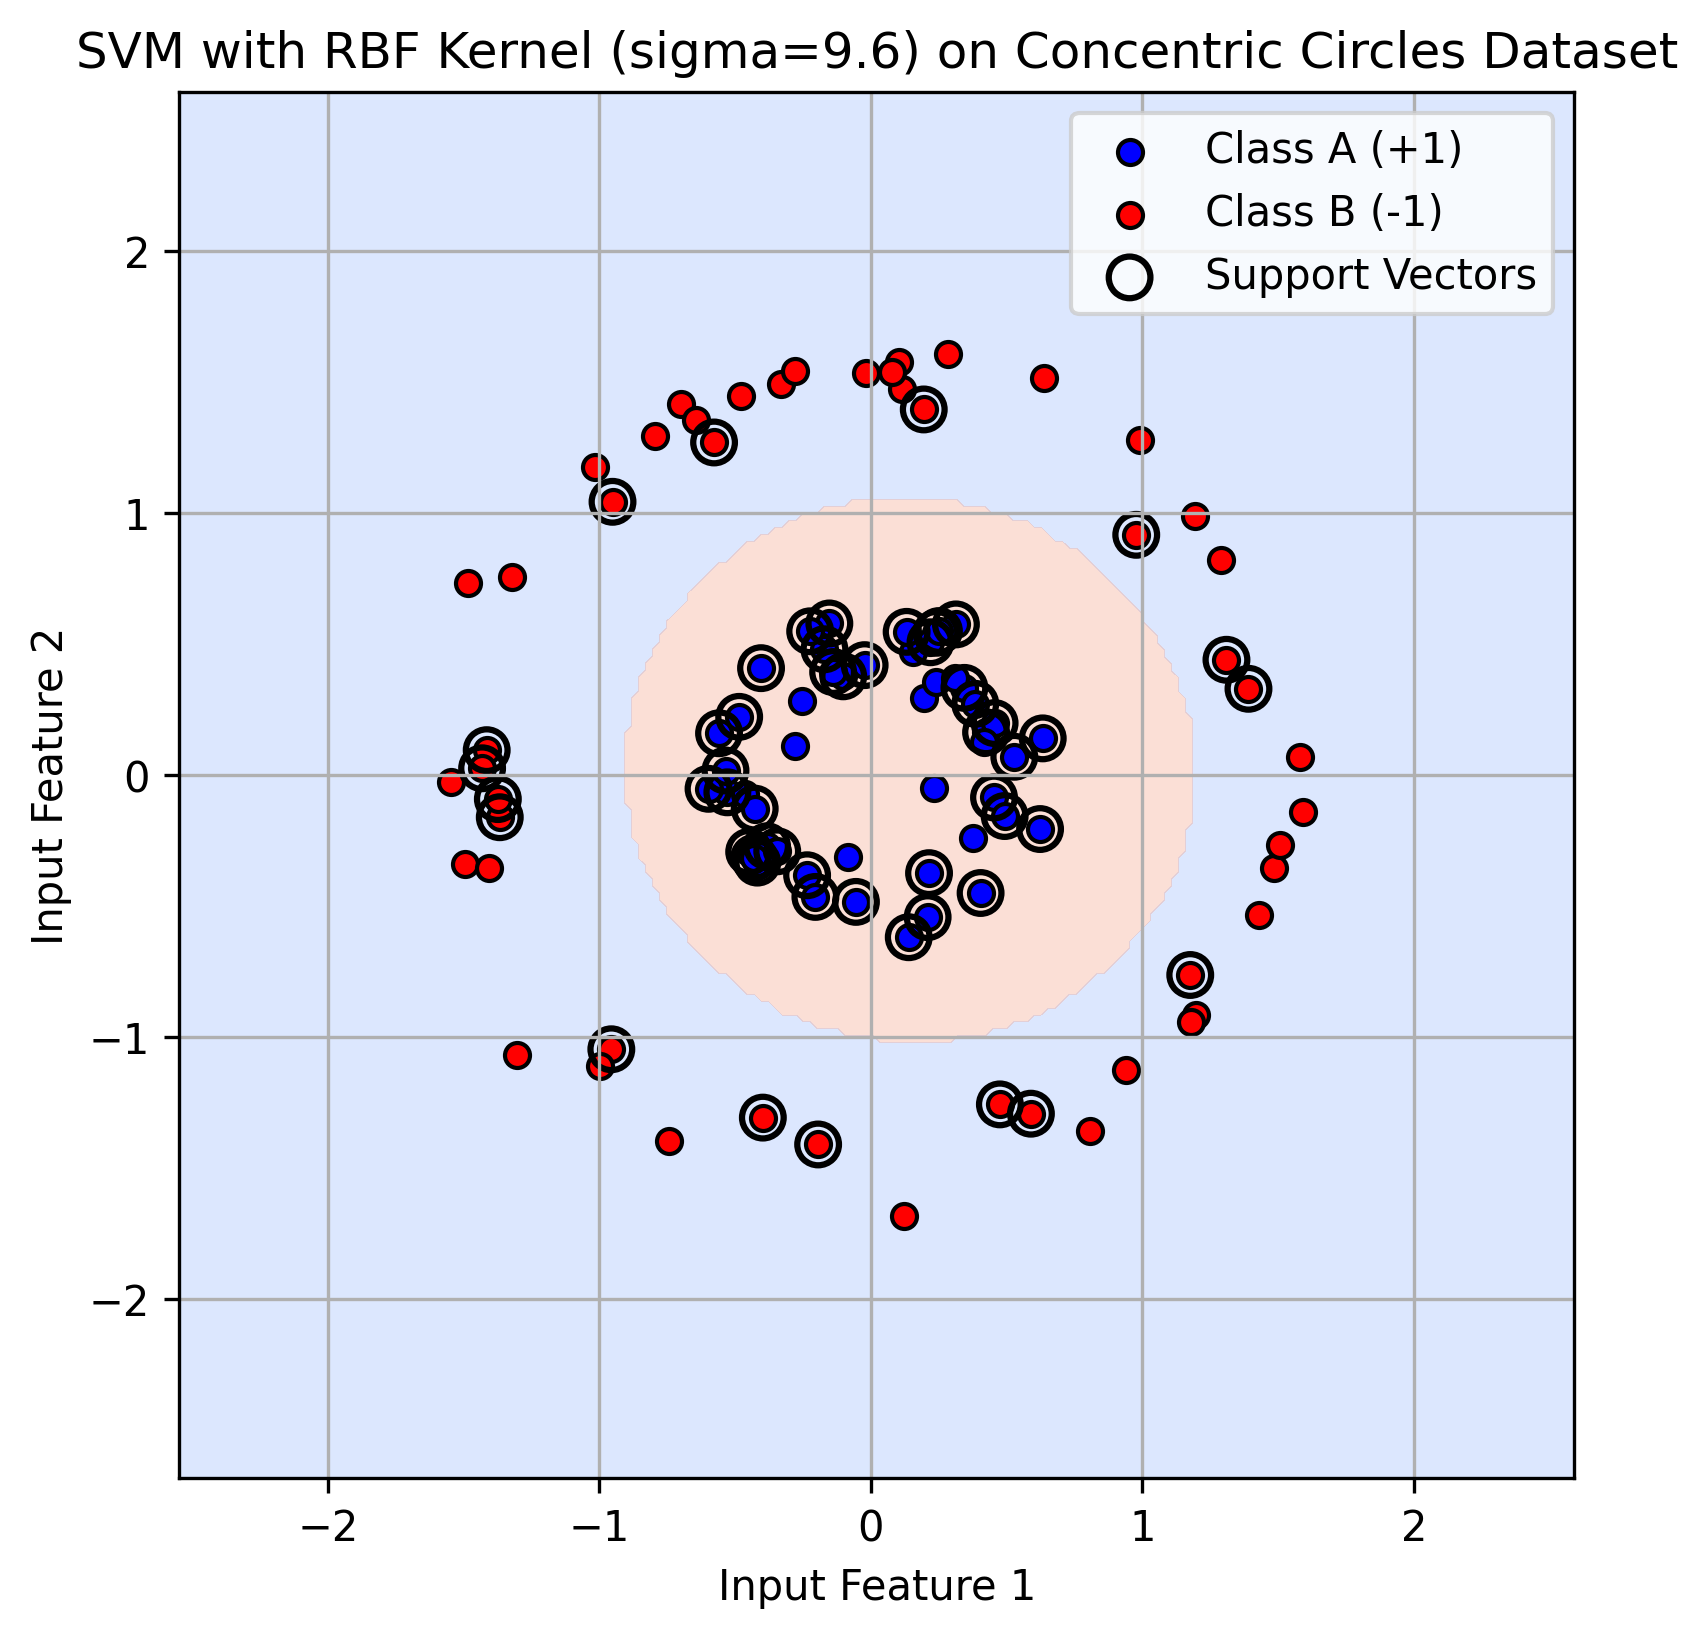 SVM with RBF Kernel (sigma=9.6) on Concentric Circles Dataset
Class A (+1)
Class B (-1)
Support Vectors
2
1
0
−1
−2
Input Feature 2
−2
−1
0
1
2
Input Feature 1